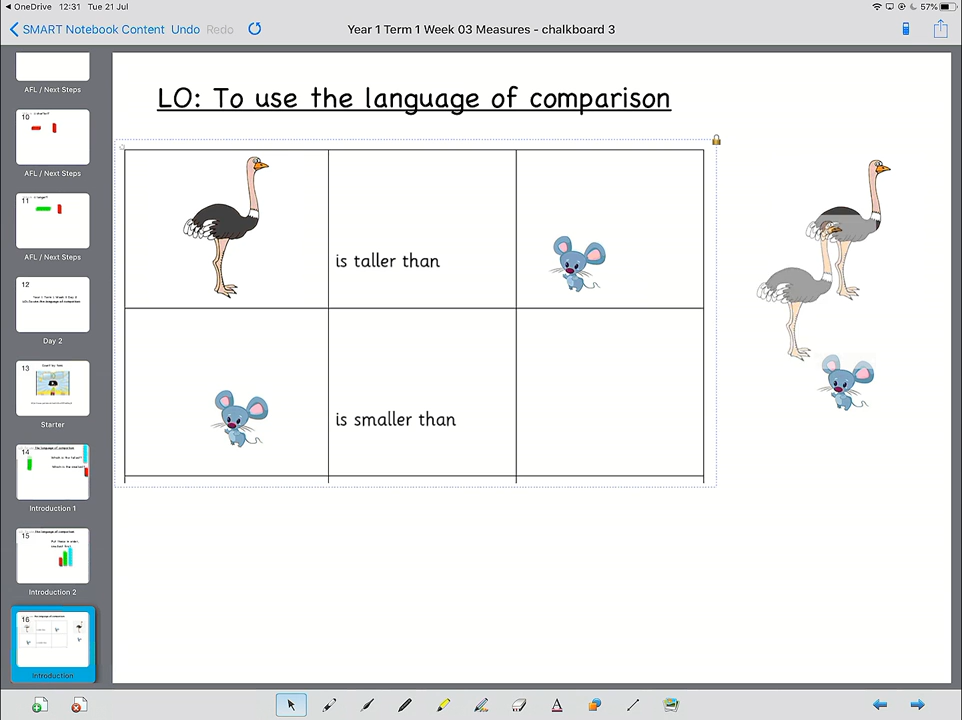 OneDrive 12:31 Tue 21 Jul 57%
SMART Notebook Content Undo Redo
Year 1 Term 1 Week 03 Measures - chalkboard 3
AFL / Next Steps
10
AFL / Next Steps
11
AFL / Next Steps
12
Day 2
13
Starter
14
Introduction 1
15
Introduction 2
16
Introduction
LO: To use the language of comparison
is taller than
is smaller than
A